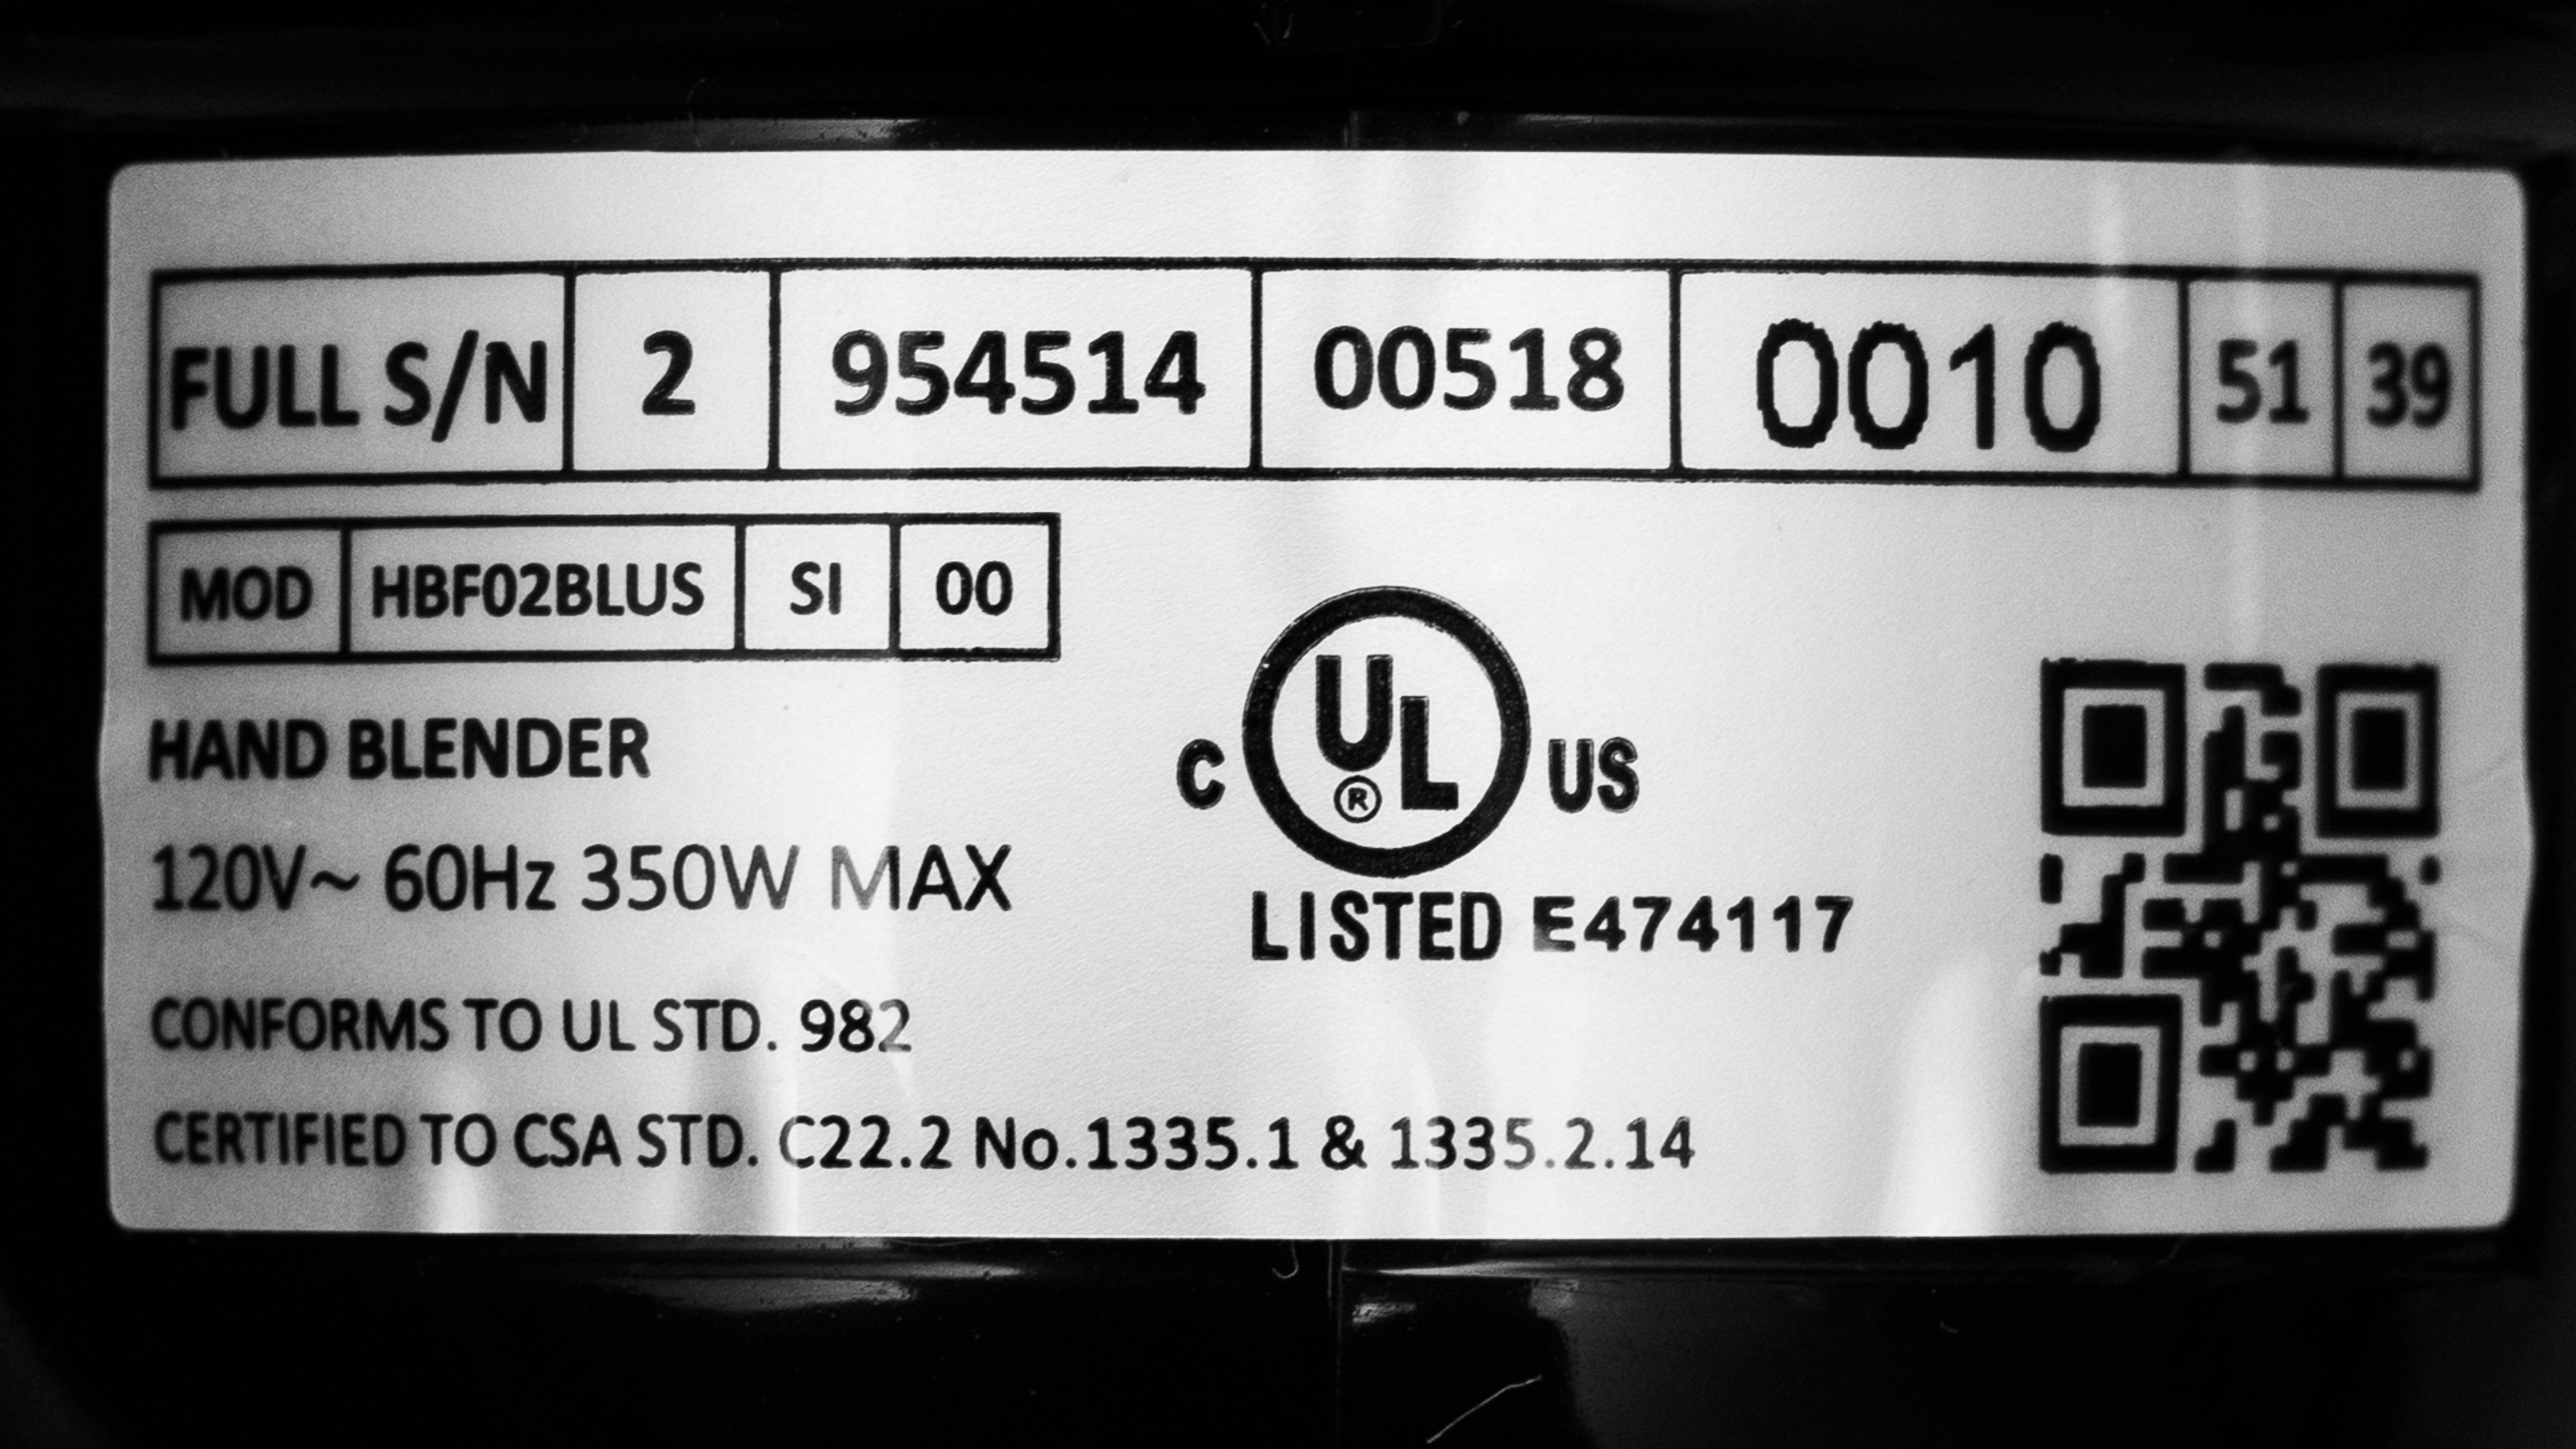 FULL S/N 2 954514 00518 0010 51 39
MOD HBF02BLUS SI 00
HAND BLENDER
120V~ 60Hz 350W MAX
C UL® US
LISTED E474117
CONFORMS TO UL STD. 982
CERTIFIED TO CSA STD. C22.2 No.1335.1 & 1335.2.14